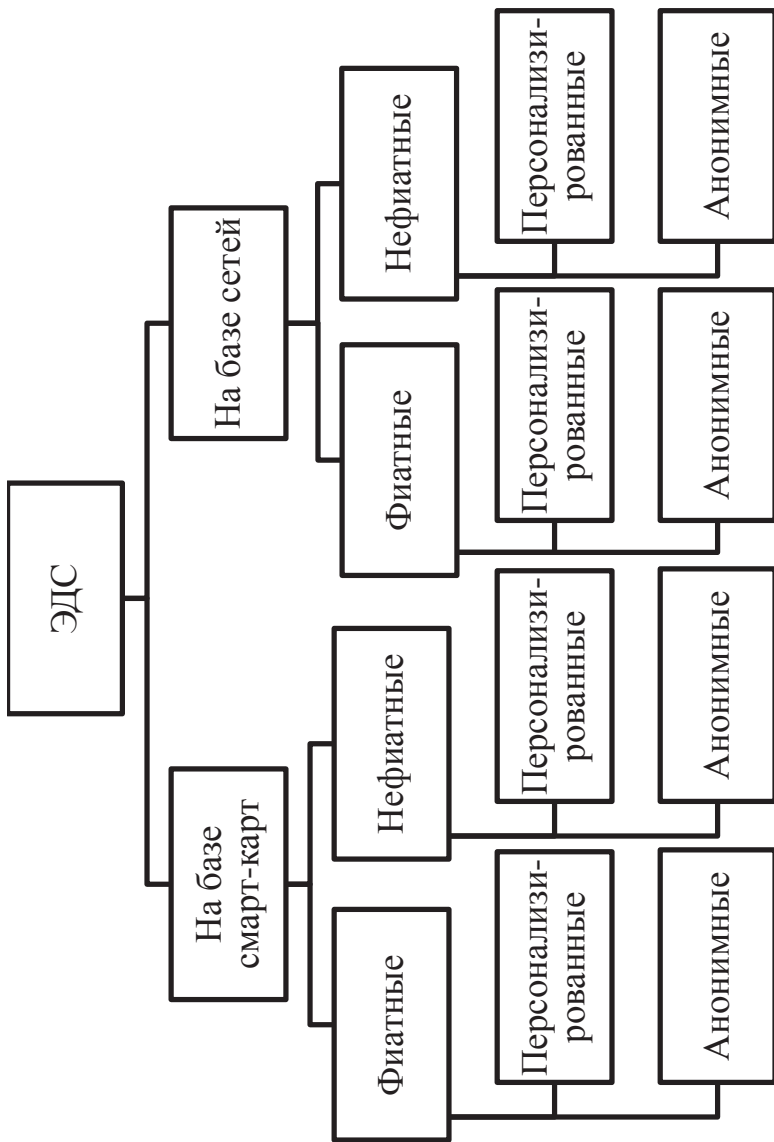 ЭДС
На базе
смарт-карт
На базе сетей
Фиатные
Нефиатные
Фиатные
Нефиатные
Персонализи-
рованные
Персонализи-
рованные
Персонализи-
рованные
Персонализи-
рованные
Анонимные
Анонимные
Анонимные
Анонимные